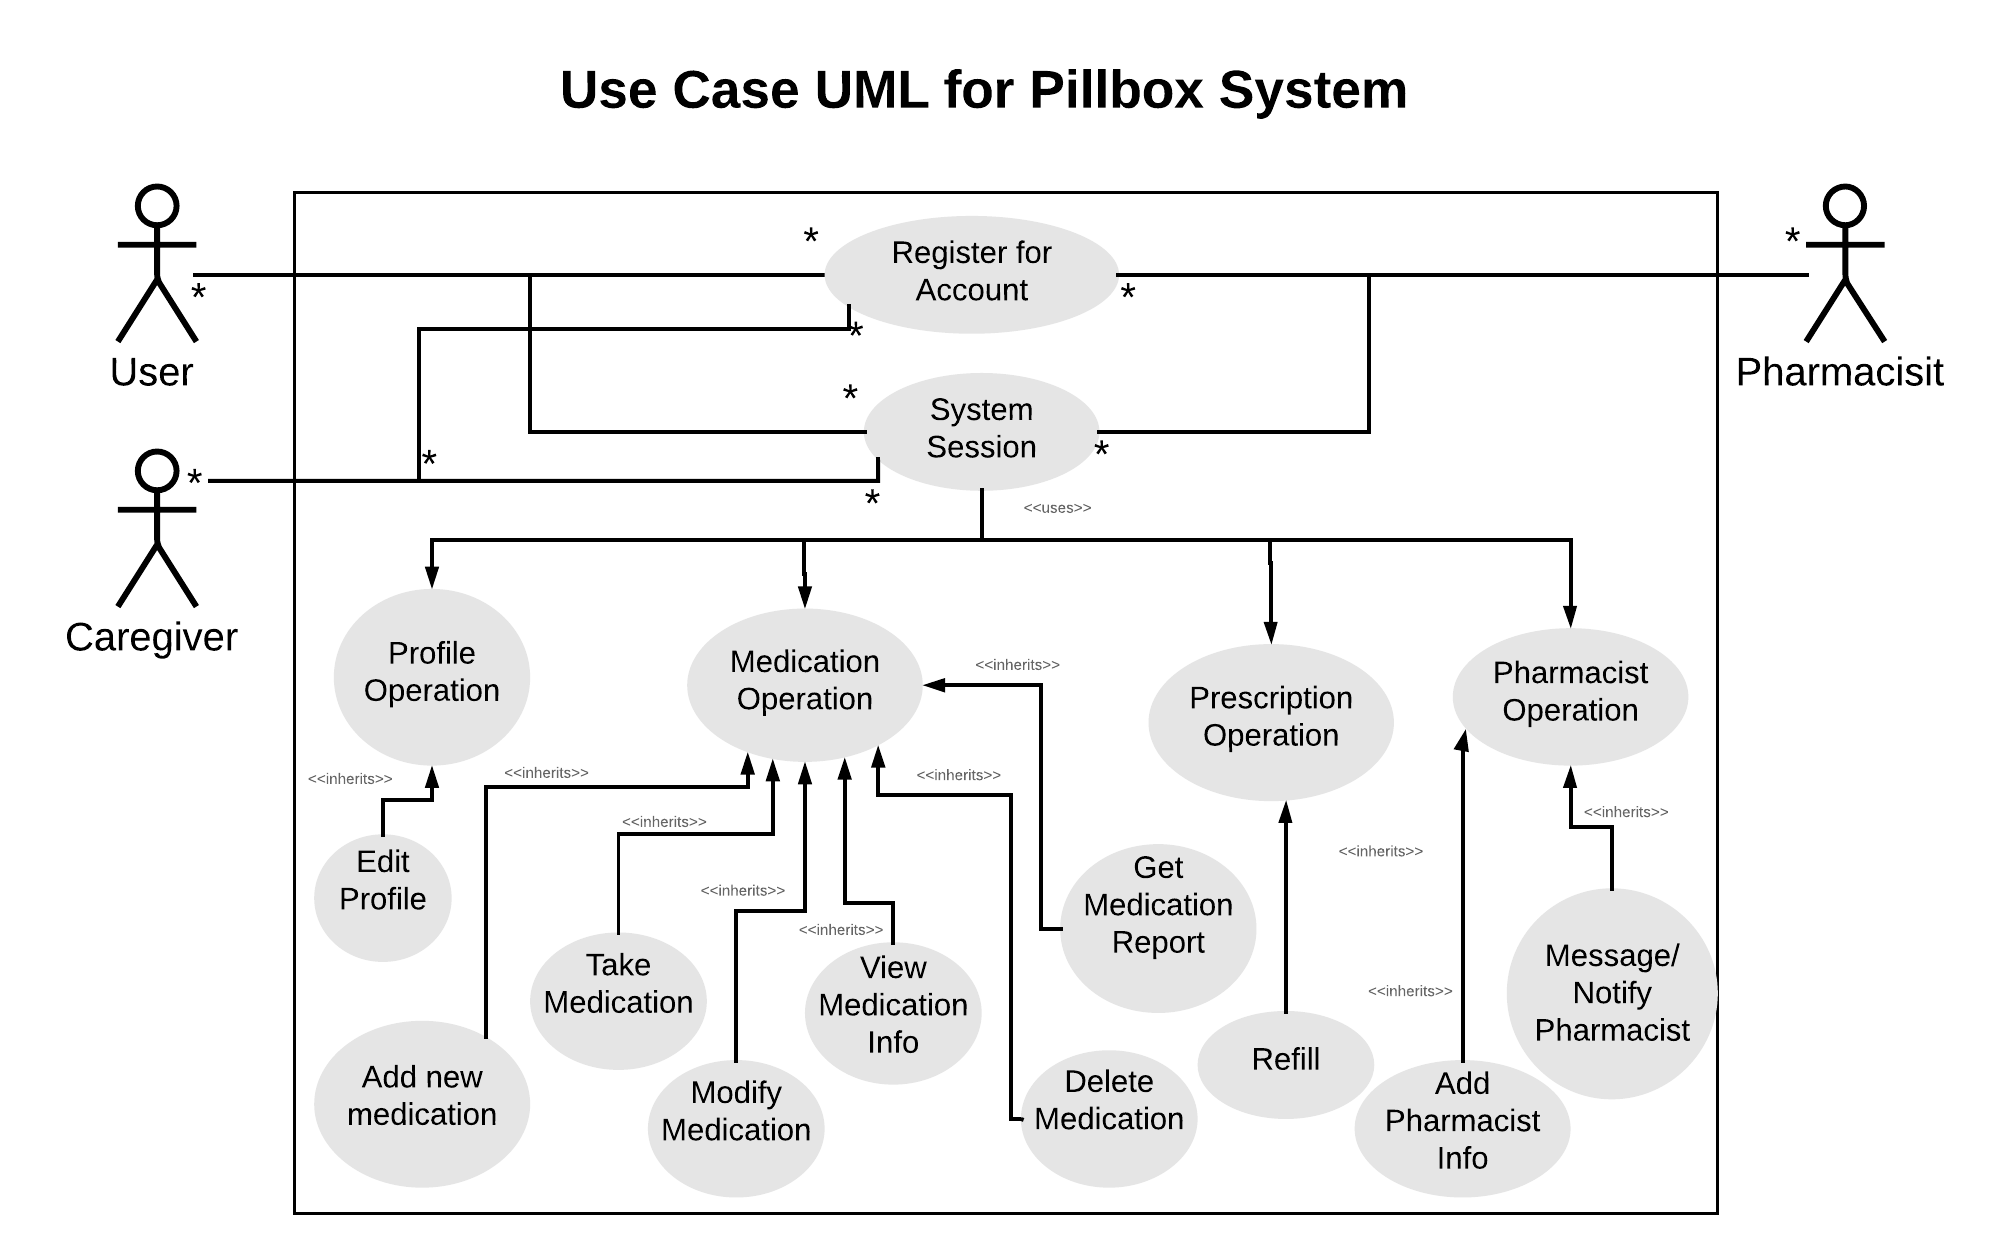 Use Case UML for Pillbox System
*
Register for
Account
*
*
*
*
User
Pharmacisit
*
System
Session
*
*
*
*
<<uses>>
Caregiver
Profile
Operation
Medication
Operation
<<inherits>>
Prescription
Operation
Pharmacist
Operation
<<inherits>>
<<inherits>>
<<inherits>>
<<inherits>>
<<inherits>>
<<inherits>>
<<inherits>>
<<inherits>>
<<inherits>>
Edit
Profile
Get
Medication
Report
Take
Medication
View
Medication
Info
Message/
Notify
Pharmacist
Add new
medication
Modify
Medication
Delete
Medication
Refill
Add
Pharmacist
Info